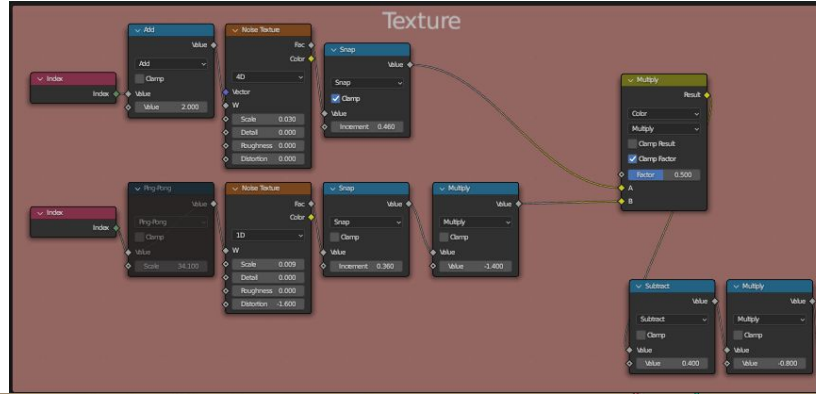 Texture
Index
Index
Add
Value
Add
Clamp
Value
Value 2.000
Noise Texture
Fac
Color
4D
Vector
W
Scale 0.030
Detail 0.000
Roughness 0.000
Distortion 0.000
Snap
Value
Snap
Clamp
Value
Increment 0.460
Multiply
Result
Color
Multiply
Clamp Result
Clamp Factor
Factor 0.500
A
B
Index
Index
Ping-Pong
Value
Ping-Pong
Clamp
Value
Scale 34.100
Noise Texture
Fac
Color
1D
W
Scale 0.009
Detail 0.000
Roughness 0.000
Distortion -1.600
Snap
Value
Snap
Clamp
Value
Increment 0.360
Multiply
Value
Multiply
Clamp
Value
Value -1.400
Subtract
Value
Subtract
Clamp
Value
Value 0.400
Multiply
Value
Multiply
Clamp
Value
Value -0.800